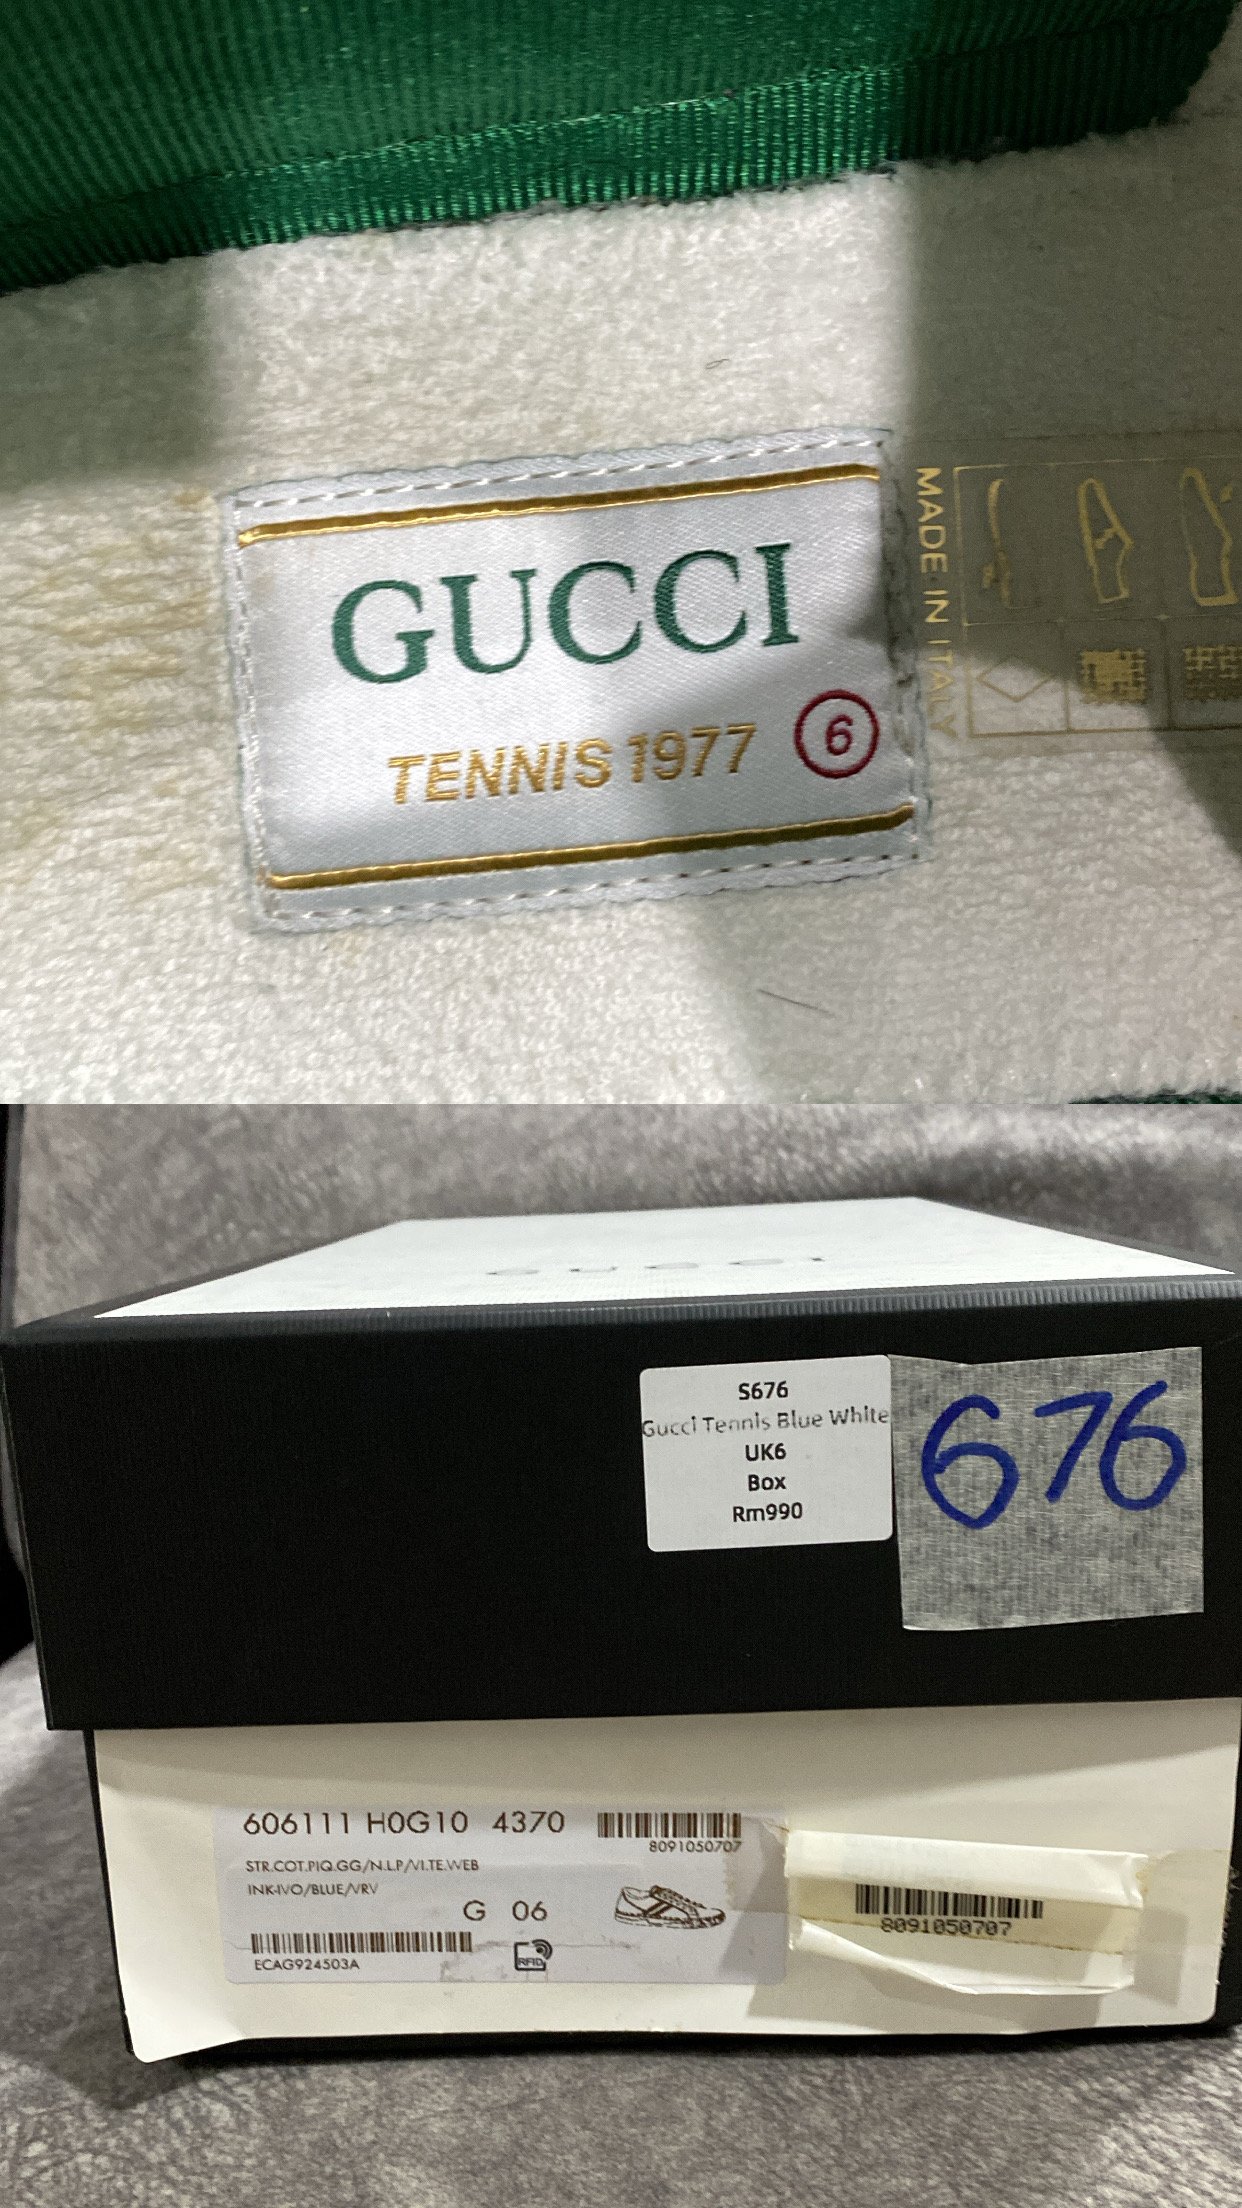 GUCCI
TENNIS 1977 6
MADE IN ITALY
GUCCI
S676
Gucci Tennis Blue White
UK6
Box
Rm990
676
606111 H0G10 4370
8091050707
STR.COT.PIQ.GG/N.LP/VI.TE.WEB
INK-IVO/BLUE/VRV
G 06
ECAG924503A
RFID
8091050707